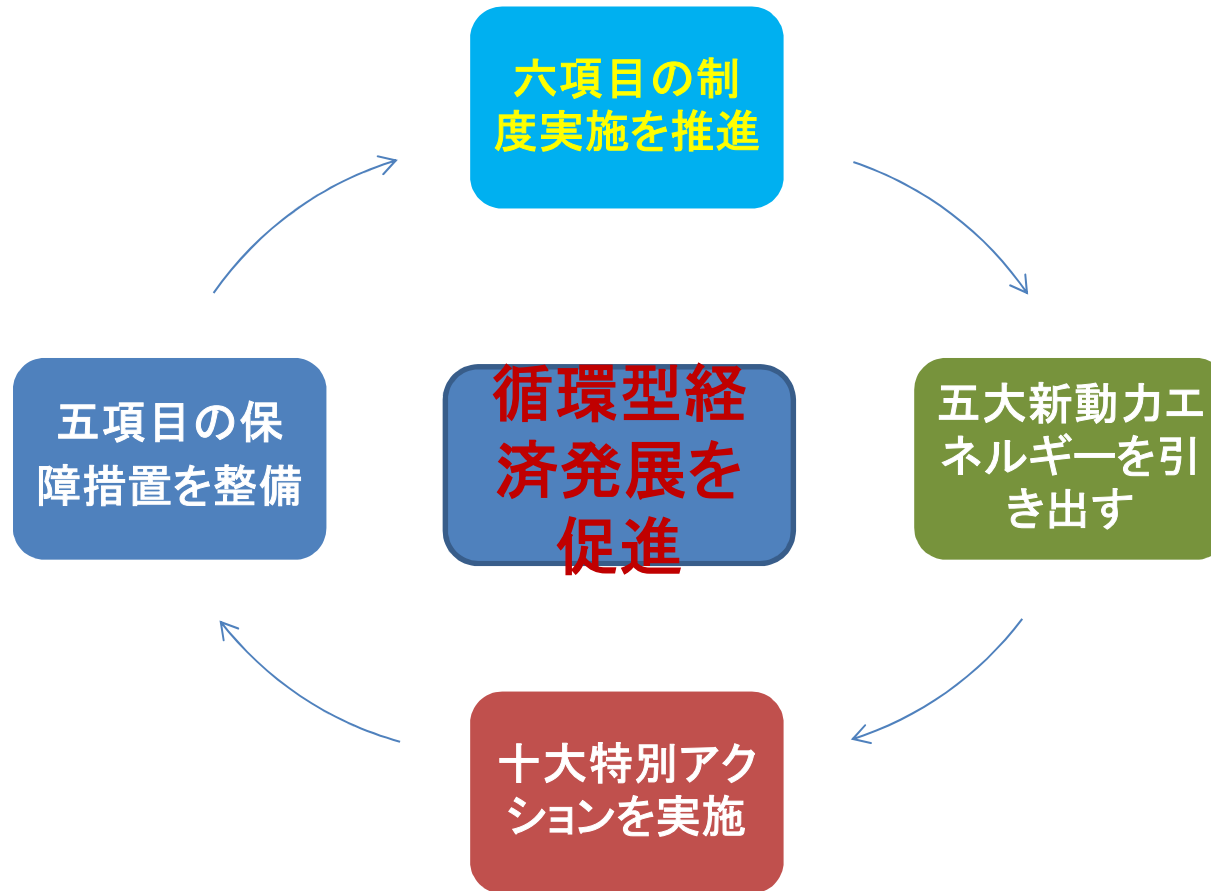 六項目の制
度実施を推進
五項目の保
障措置を整備
循環型経
済発展を
促進
五大新動力エ
ネルギーを引
き出す
十大特別アク
ションを実施